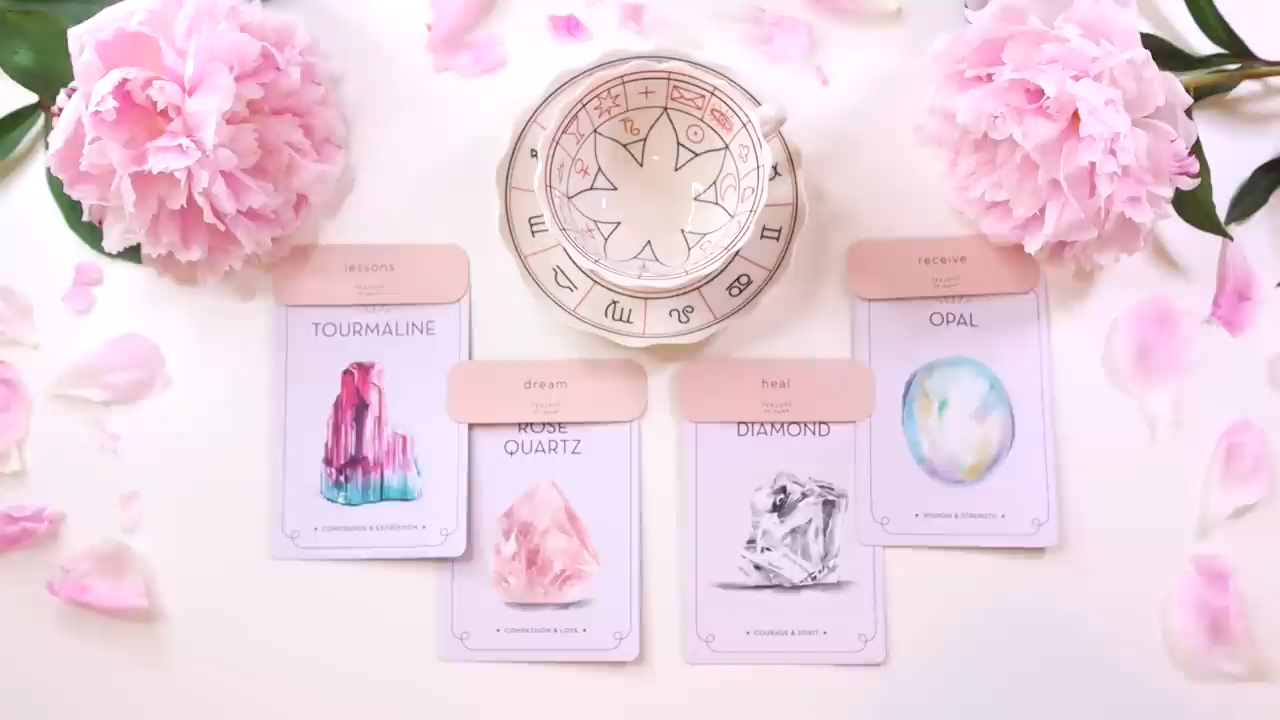 lessons
TOURMALINE
CONFIDENCE & EXPRESSION
dream
ROSE
QUARTZ
COMPASSION & LOVE
heal
DIAMOND
COURAGE & SPIRIT
receive
OPAL
WISDOM & STRENGTH